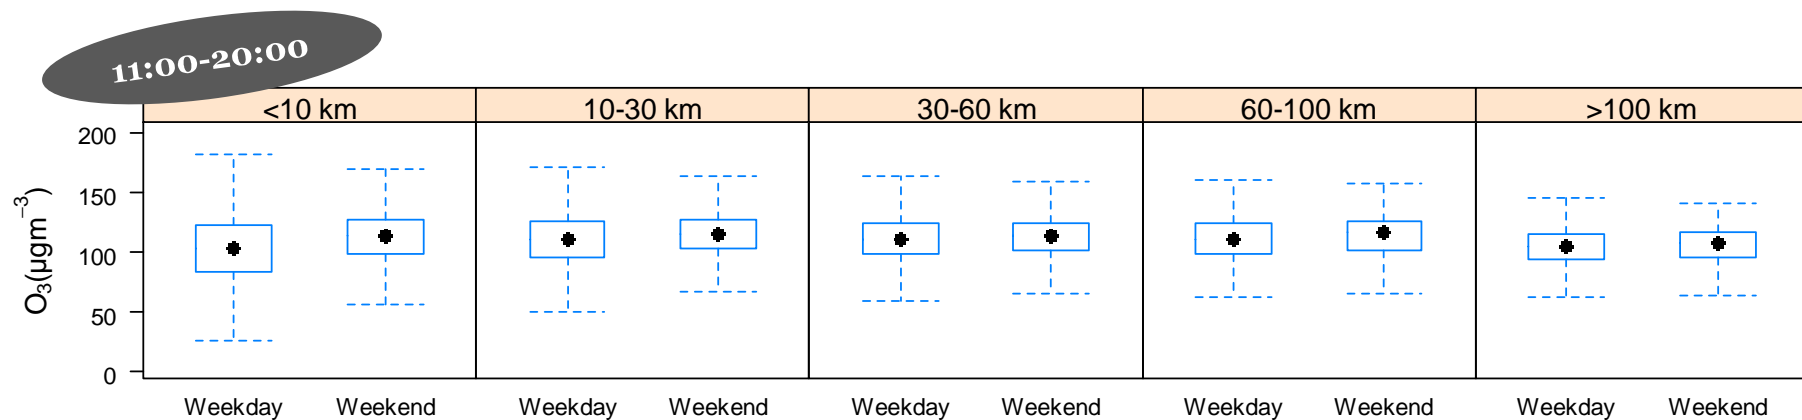 11:00-20:00
<10 km 10-30 km 30-60 km 60-100 km >100 km
O₃(µgm⁻³)
200
150
100
50
0
Weekday Weekend Weekday Weekend Weekday Weekend Weekday Weekend Weekday Weekend